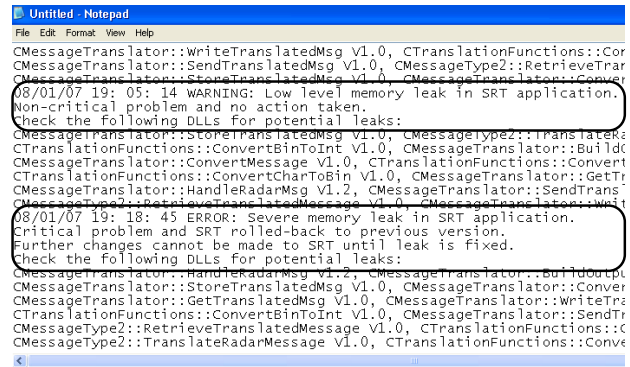 Untitled - Notepad
File Edit Format View Help
CMessageTranslator::WriteTranslatedMsg V1.0, CTranslationFunctions::Cor
CMessageTranslator::SendTranslatedMsg V1.0, CMessageType2::RetrieveTran
CMessageTranslator::StoreTranslatedMsg V1.0, CMessageTranslator::Conver
08/01/07 19: 05: 14 WARNING: Low level memory leak in SRT application.
Non-critical problem and no action taken.
Check the following DLLs for potential leaks:
CMessageTranslator::StoreTranslatedMsg V1.0, CMessageType2::TranslateRa
CTranslationFunctions::ConvertBinToInt V1.0, CMessageTranslator::BuildO
CMessageTranslator::ConvertMessage V1.0, CTranslationFunctions::Convert
CTranslationFunctions::ConvertCharToBin V1.0, CMessageTranslator::GetTr
CMessageTranslator::HandleRadarMsg V1.2, CMessageTranslator::SendTransl
CMessageType2::RetrieveTranslatedMessage V1.0, CMessageTranslator::Writ
08/01/07 19: 18: 45 ERROR: Severe memory leak in SRT application.
Critical problem and SRT rolled-back to previous version.
Further changes cannot be made to SRT until leak is fixed.
Check the following DLLs for potential leaks:
CMessageTranslator::HandleRadarMsg V1.2, CMessageTranslator::BuildOutpu
CMessageTranslator::StoreTranslatedMsg V1.0, CMessageTranslator::Conver
CMessageTranslator::GetTranslatedMsg V1.0, CMessageTranslator::WriteTra
CTranslationFunctions::ConvertBinToInt V1.0, CMessageTranslator::SendTr
CMessageType2::RetrieveTranslatedMessage V1.0, CTranslationFunctions::C
CMessageType2::TranslateRadarMessage V1.0, CTranslationFunctions::Conve